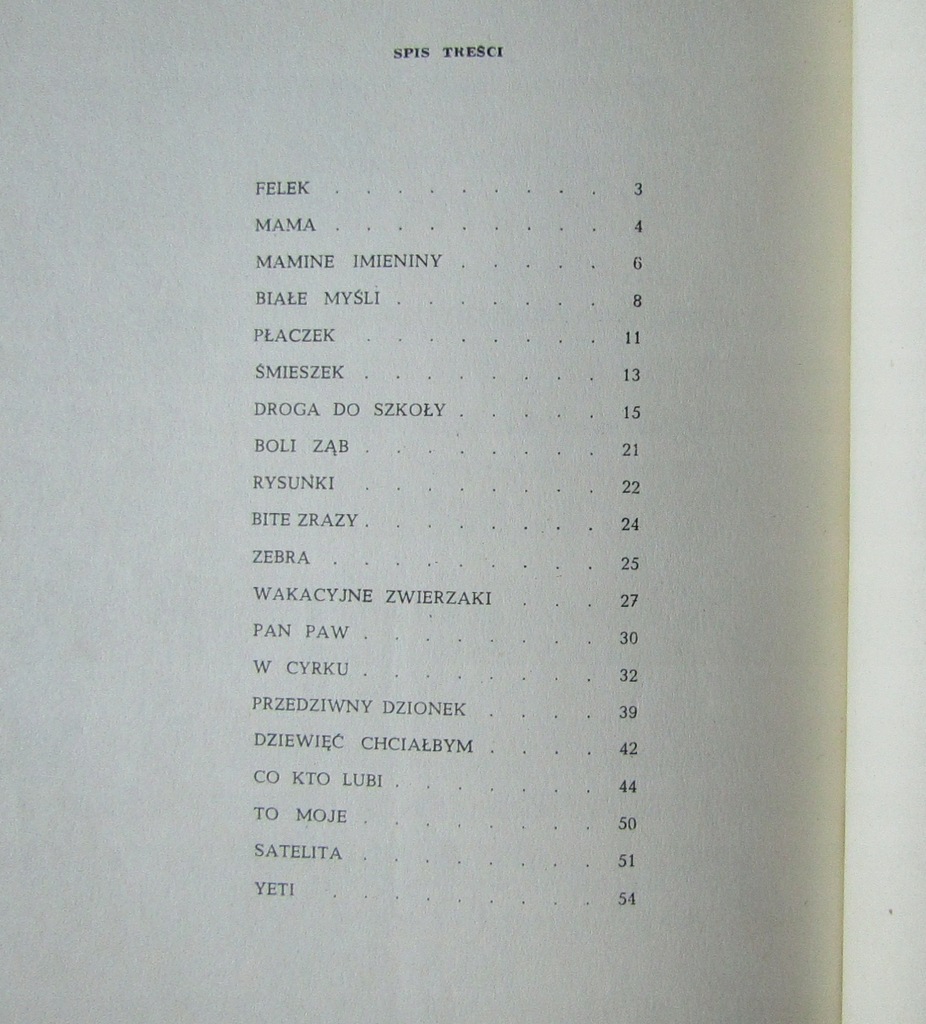 SPIS TREŚCI
FELEK . . . . . . . . . 3
MAMA . . . . . . . . . 4
MAMINE IMIENINY . . . . . 6
BIAŁE MYŚLI . . . . . . . 8
PŁACZEK . . . . . . . . 11
ŚMIESZEK . . . . . . . . 13
DROGA DO SZKOŁY . . . . . 15
BOLI ZĄB . . . . . . . . 21
RYSUNKI . . . . . . . . 22
BITE ZRAZY . . . . . . . . 24
ZEBRA . . . . . . . . . 25
WAKACYJNE ZWIERZAKI . . . 27
PAN PAW . . . . . . . . 30
W CYRKU . . . . . . . . 32
PRZEDZIWNY DZIONEK . . . . 39
DZIEWIĘĆ CHCIAŁBYM . . . . 42
CO KTO LUBI . . . . . . . 44
TO MOJE . . . . . . . . 50
SATELITA . . . . . . . . 51
YETI . . . . . . . . . 54